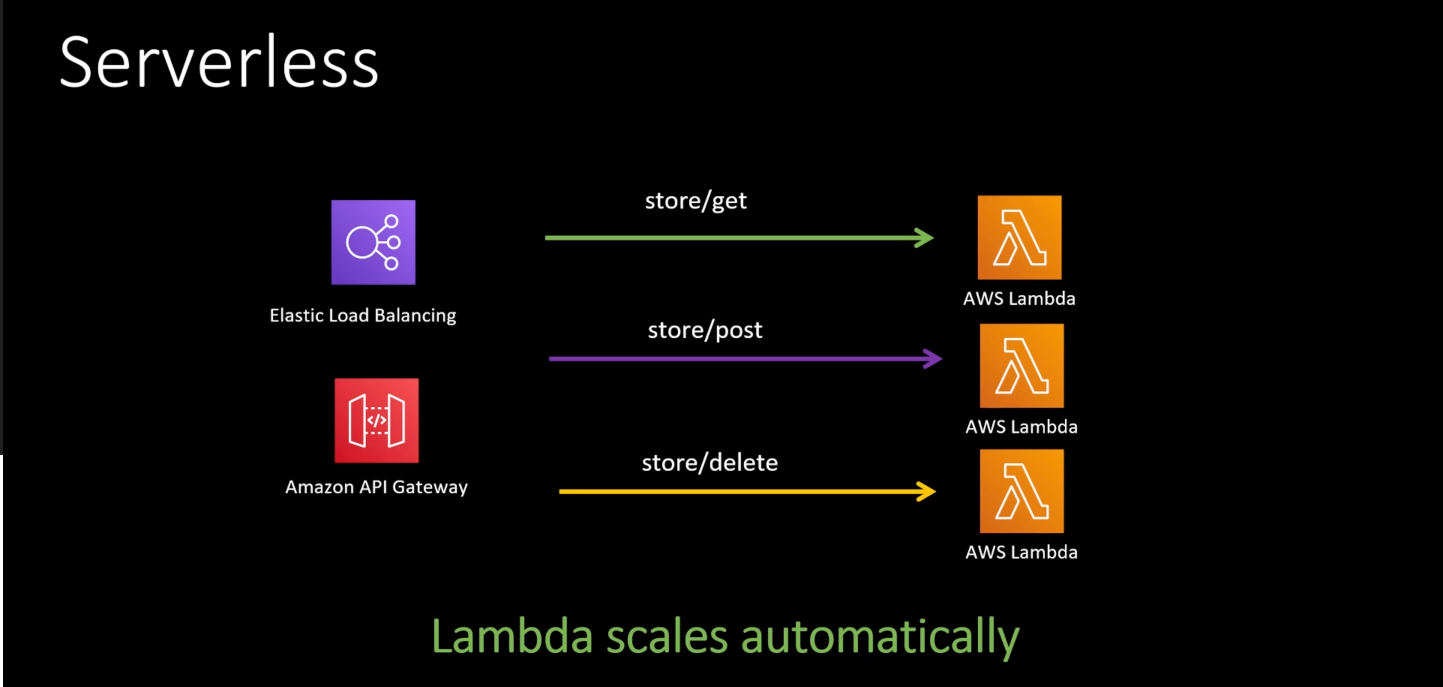 Serverless
store/get
Elastic Load Balancing
AWS Lambda
store/post
AWS Lambda
Amazon API Gateway
store/delete
AWS Lambda
Lambda scales automatically